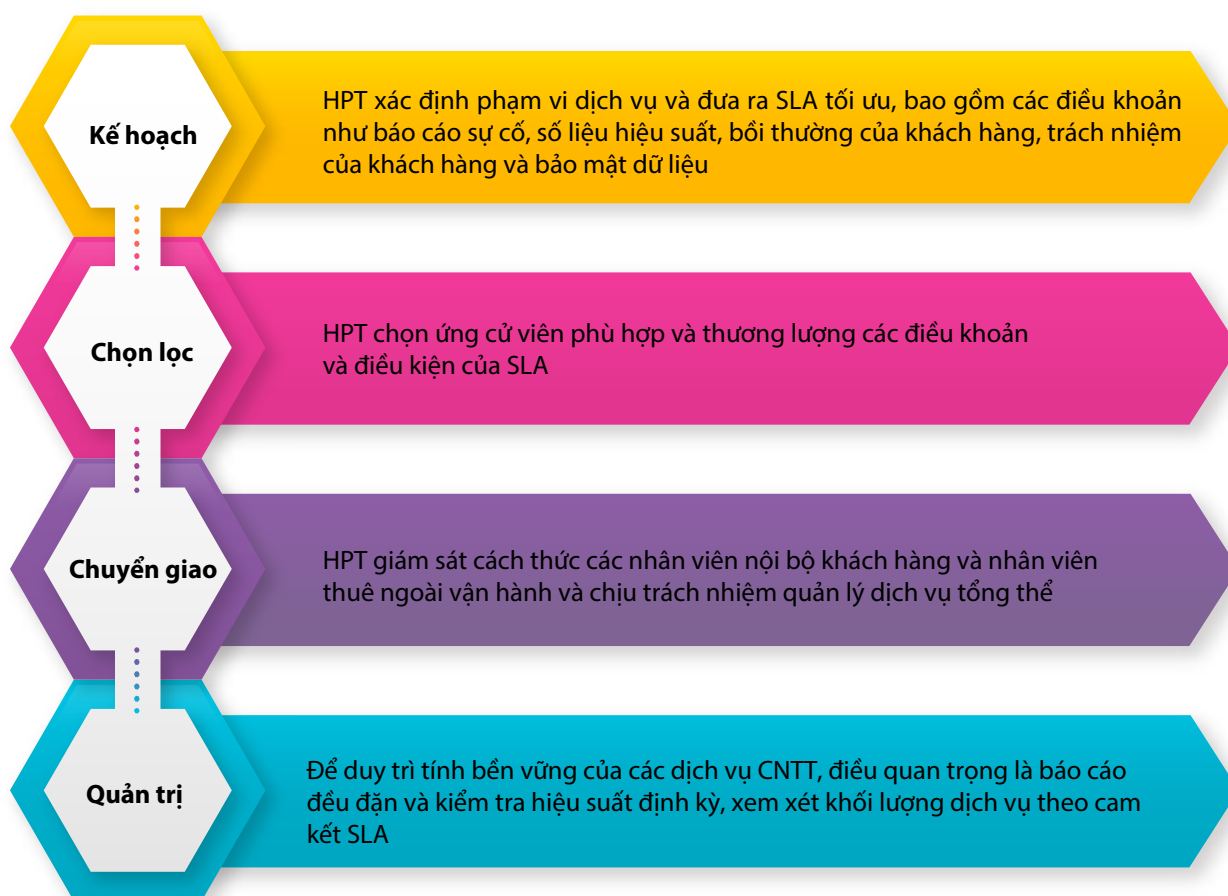 Kế hoạch
HPT xác định phạm vi dịch vụ và đưa ra SLA tối ưu, bao gồm các điều khoản
như báo cáo sự cố, số liệu hiệu suất, bồi thường của khách hàng, trách nhiệm
của khách hàng và bảo mật dữ liệu
Chọn lọc
HPT chọn ứng cử viên phù hợp và thương lượng các điều khoản
và điều kiện của SLA
Chuyển giao
HPT giám sát cách thức các nhân viên nội bộ khách hàng và nhân viên
thuê ngoài vận hành và chịu trách nhiệm quản lý dịch vụ tổng thể
Quản trị
Để duy trì tính bền vững của các dịch vụ CNTT, điều quan trọng là báo cáo
đều đặn và kiểm tra hiệu suất định kỳ, xem xét khối lượng dịch vụ theo cam
kết SLA